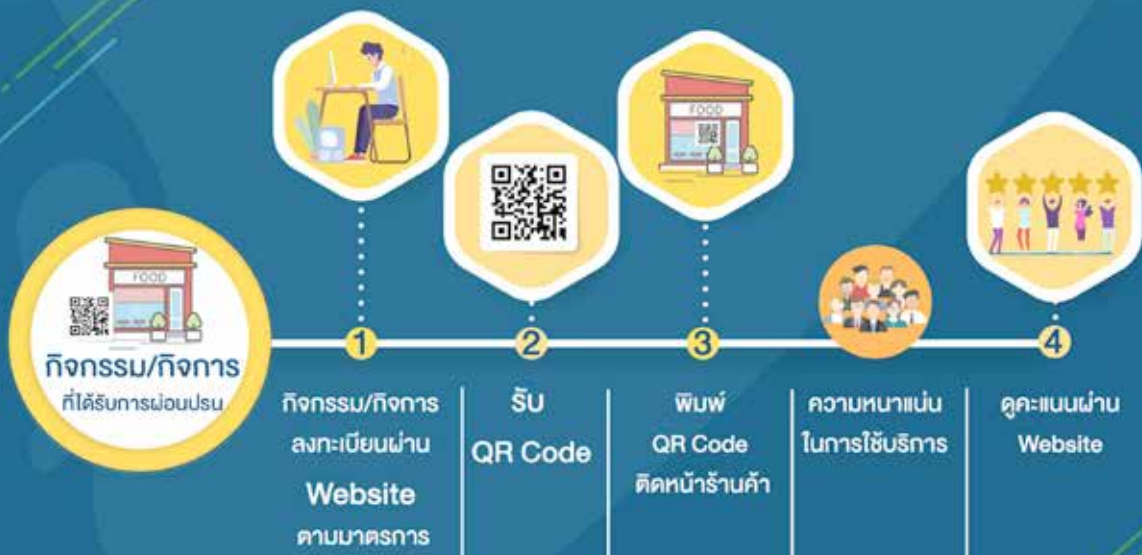 FOOD
กิจกรรม/กิจการ
ที่ได้รับการผ่อนปรน
1
กิจกรรม/กิจการ
ลงทะเบียนผ่าน
Website
ตามมาตรการ
2
รับ
QR Code
FOOD
3
พิมพ์
QR Code
ติดหน้าร้านค้า
ความหนาแน่น
ในการใช้บริการ
4
ดูคะแนนผ่าน
Website